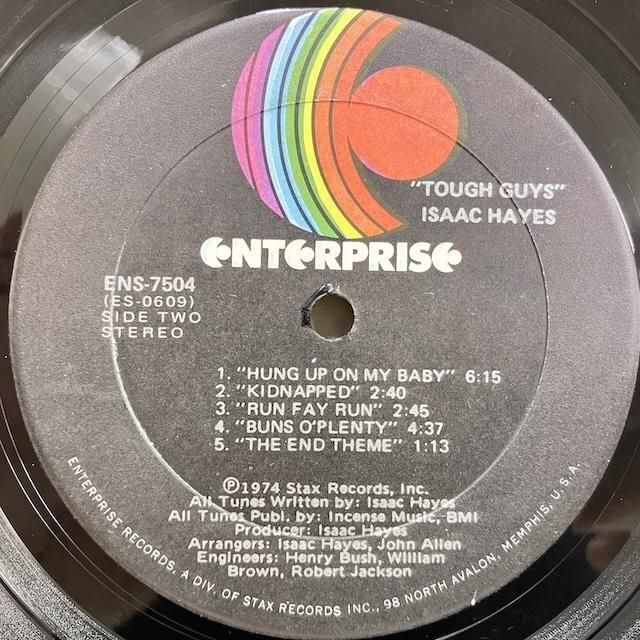 "TOUGH GUYS"
ISAAC HAYES
ENTERPRISE
ENS-7504
(ES-0609)
SIDE TWO
STEREO
1. "HUNG UP ON MY BABY" 6:15
2. "KIDNAPPED" 2:40
3. "RUN FAY RUN" 2:45
4. "BUNS O'PLENTY" 4:37
5. "THE END THEME" 1:13
Ⓟ1974 Stax Records, Inc.
All Tunes Written by: Isaac Hayes
All Tunes Publ. by: Incense Music, BMI
Producer: Isaac Hayes
Arrangers: Isaac Hayes, John Allen
Engineers: Henry Bush, William
Brown, Robert Jackson
ENTERPRISE RECORDS, A DIV. OF STAX RECORDS INC., 98 NORTH AVALON, MEMPHIS, U.S.A.